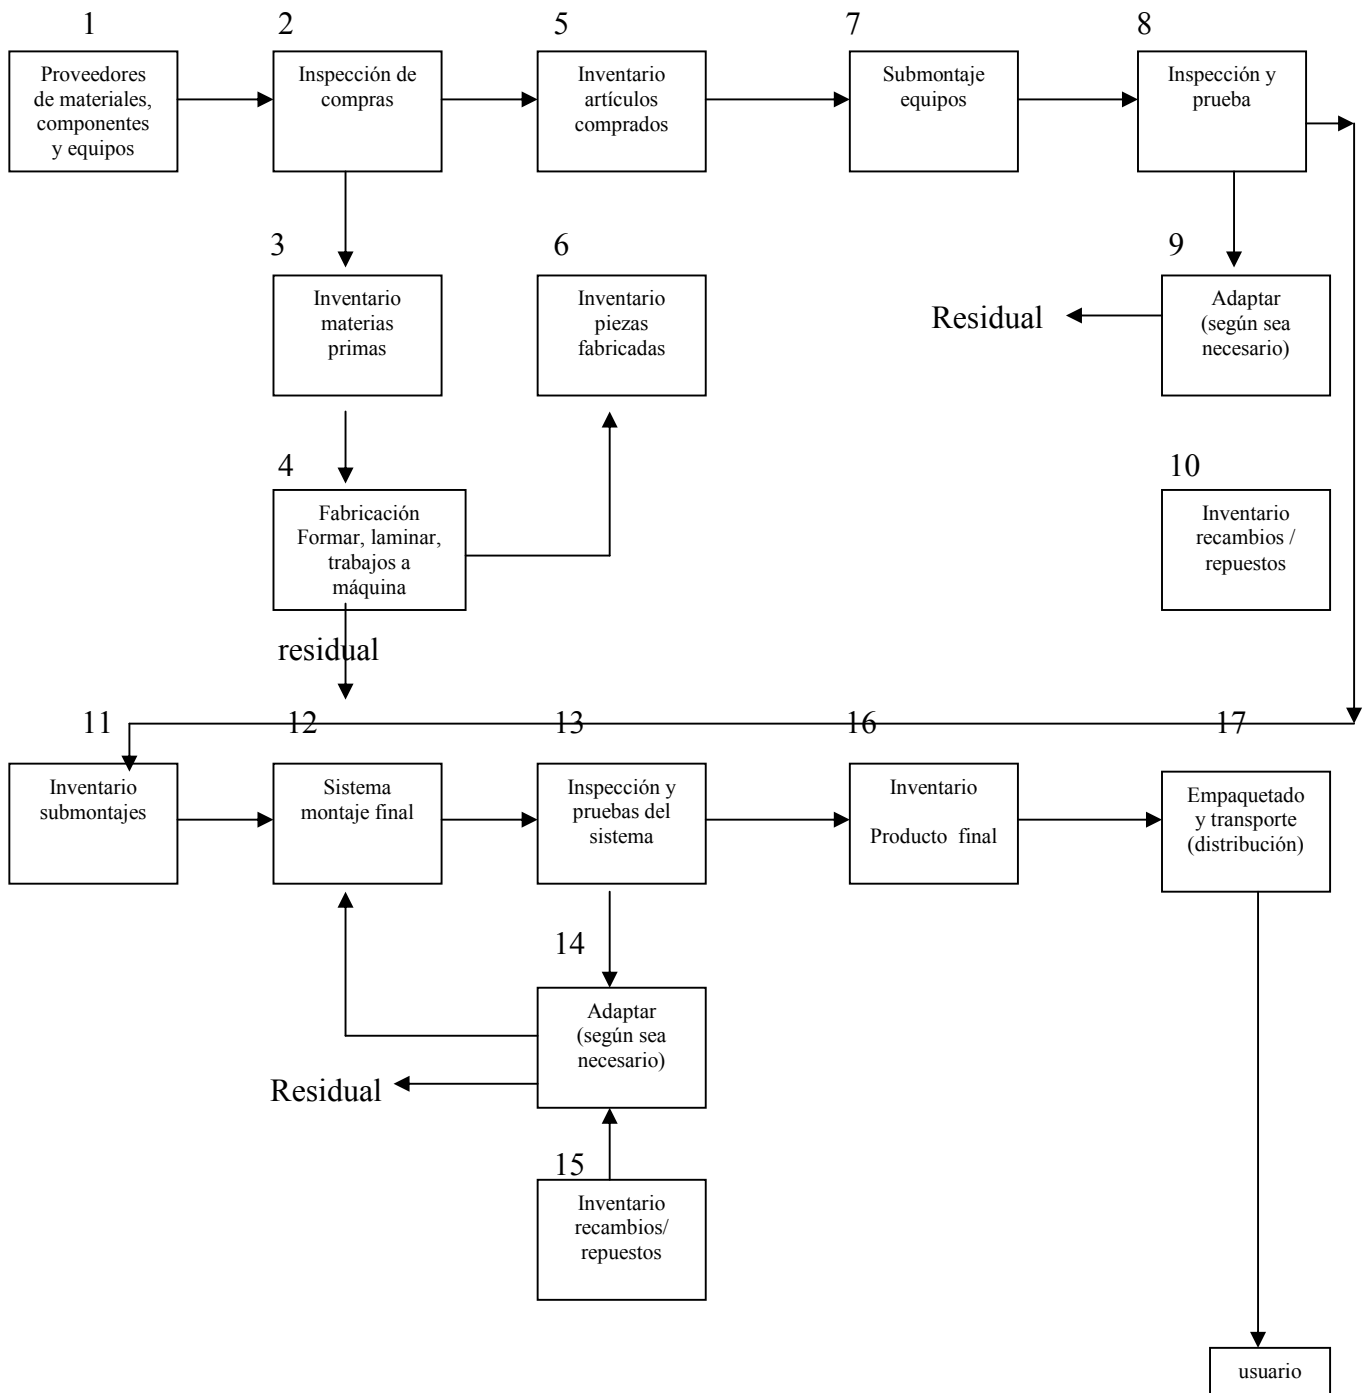 1
2
5
7
8
Proveedores
de materiales,
componentes
y equipos
Inspección de
compras
Inventario
artículos
comprados
Submontaje
equipos
Inspección y
prueba
3
6
9
Inventario
materias
primas
Inventario
piezas
fabricadas
Residual
Adaptar
(según sea
necesario)
4
10
Fabricación
Formar, laminar,
trabajos a
máquina
Inventario
recambios /
repuestos
residual
11
12
13
16
17
Inventario
submontajes
Sistema
montaje final
Inspección y
pruebas del
sistema
Inventario
Producto final
Empaquetado
y transporte
(distribución)
14
Adaptar
(según sea
necesario)
Residual
15
Inventario
recambios/
repuestos
usuario